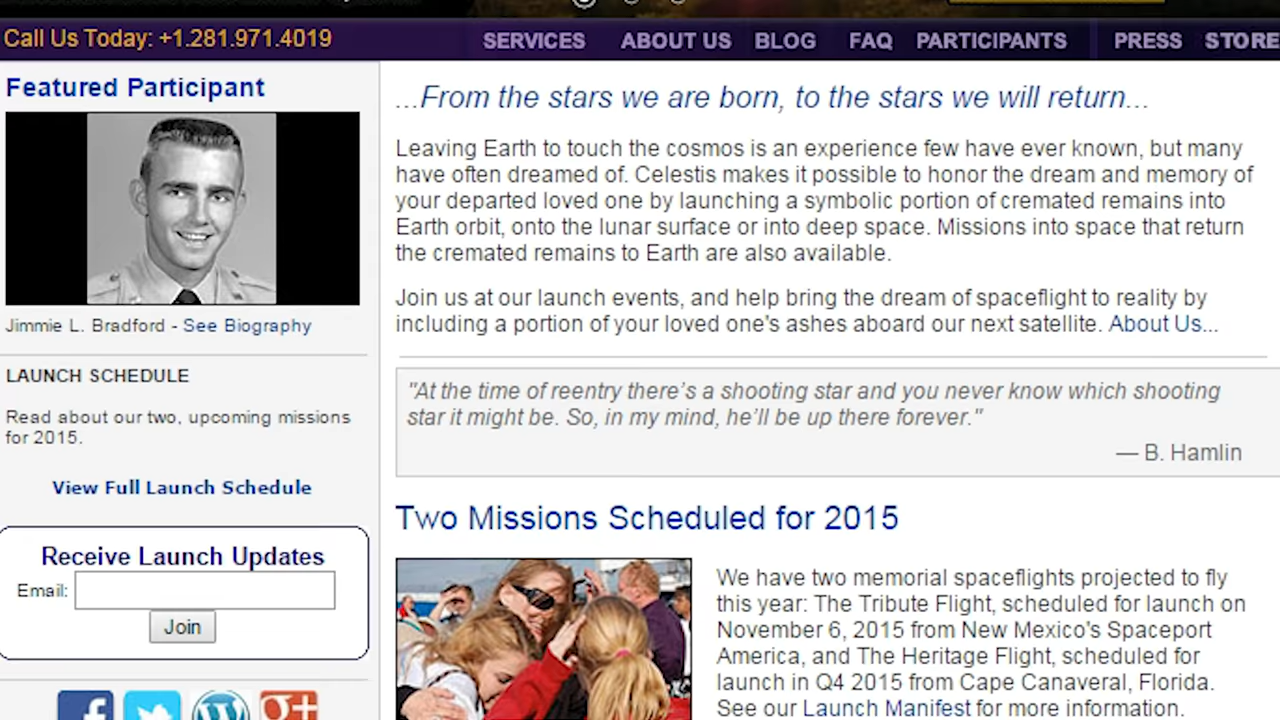 Call Us Today: +1.281.971.4019
SERVICES ABOUT US BLOG FAQ PARTICIPANTS PRESS STORE
Featured Participant
Jimmie L. Bradford - See Biography
LAUNCH SCHEDULE
Read about our two, upcoming missions
for 2015.
View Full Launch Schedule
Receive Launch Updates
Email:
Join
...From the stars we are born, to the stars we will return...
Leaving Earth to touch the cosmos is an experience few have ever known, but many
have often dreamed of. Celestis makes it possible to honor the dream and memory of
your departed loved one by launching a symbolic portion of cremated remains into
Earth orbit, onto the lunar surface or into deep space. Missions into space that return
the cremated remains to Earth are also available.
Join us at our launch events, and help bring the dream of spaceflight to reality by
including a portion of your loved one's ashes aboard our next satellite. About Us...
"At the time of reentry there's a shooting star and you never know which shooting
star it might be. So, in my mind, he'll be up there forever."
— B. Hamlin
Two Missions Scheduled for 2015
We have two memorial spaceflights projected to fly
this year: The Tribute Flight, scheduled for launch on
November 6, 2015 from New Mexico's Spaceport
America, and The Heritage Flight, scheduled for
launch in Q4 2015 from Cape Canaveral, Florida.
See our Launch Manifest for more information.